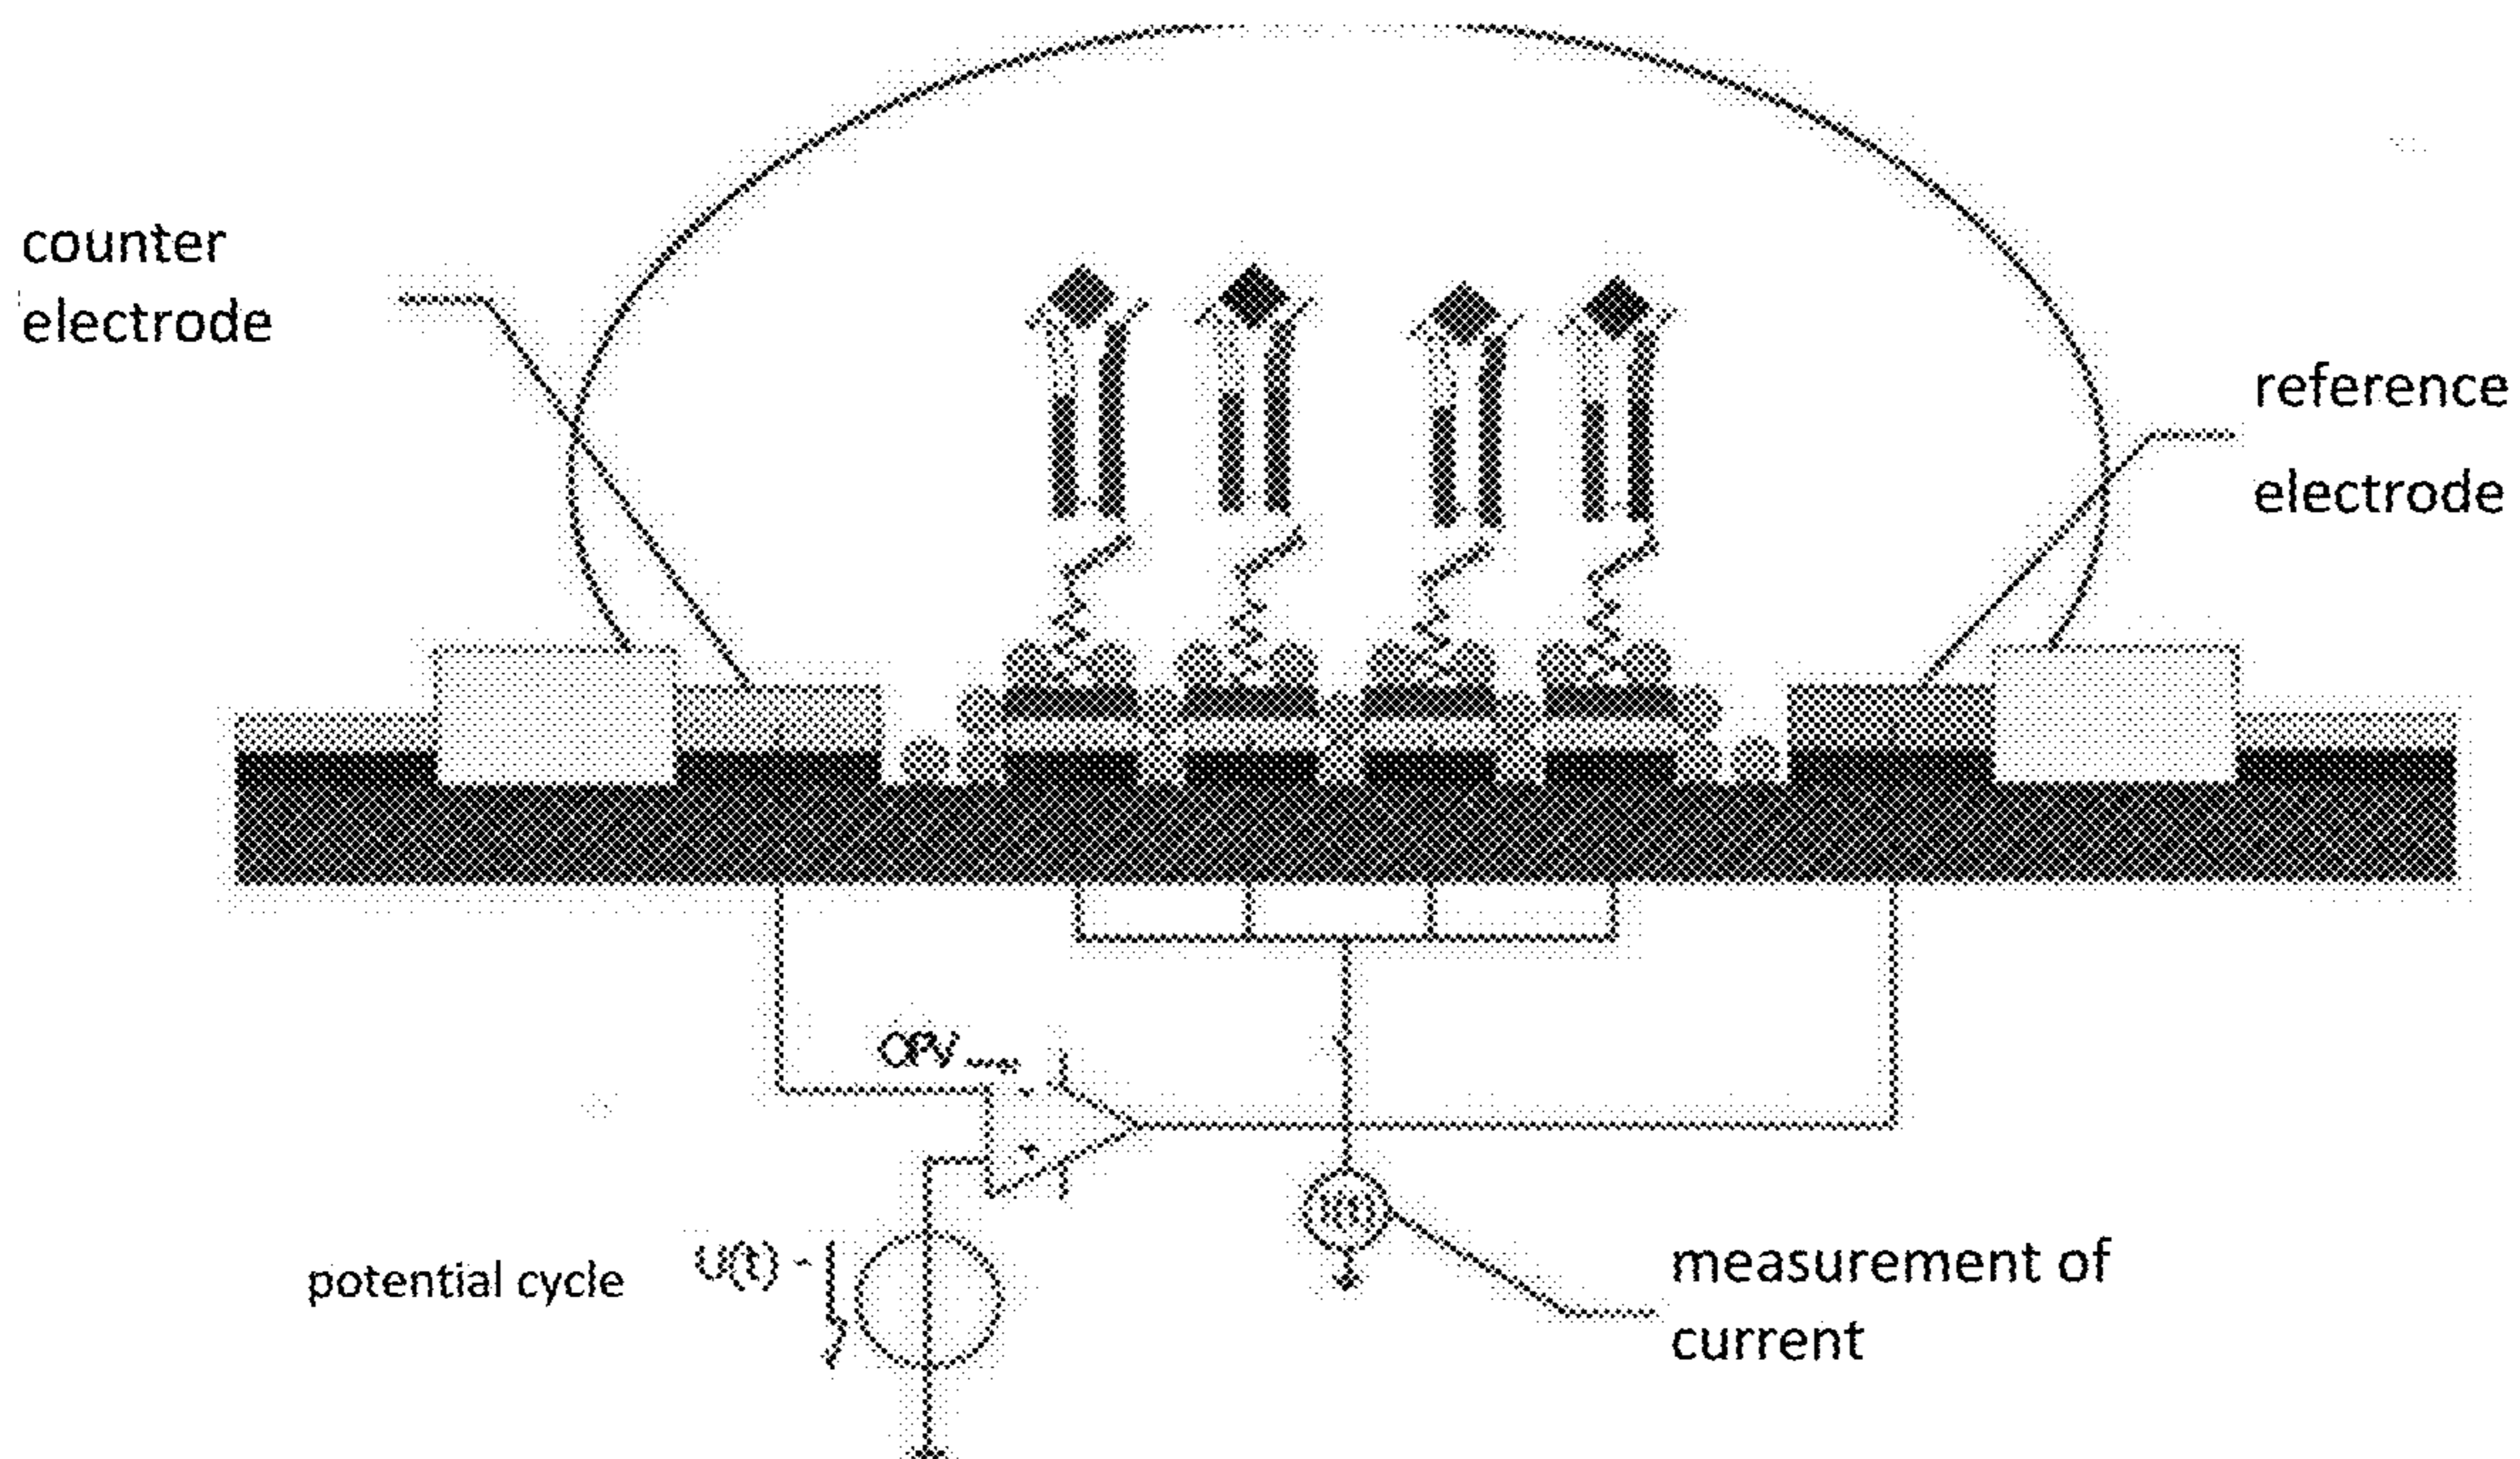 counter
electrode
reference
electrode
OPV
potential cycle
U(t) ~
measurement of
current